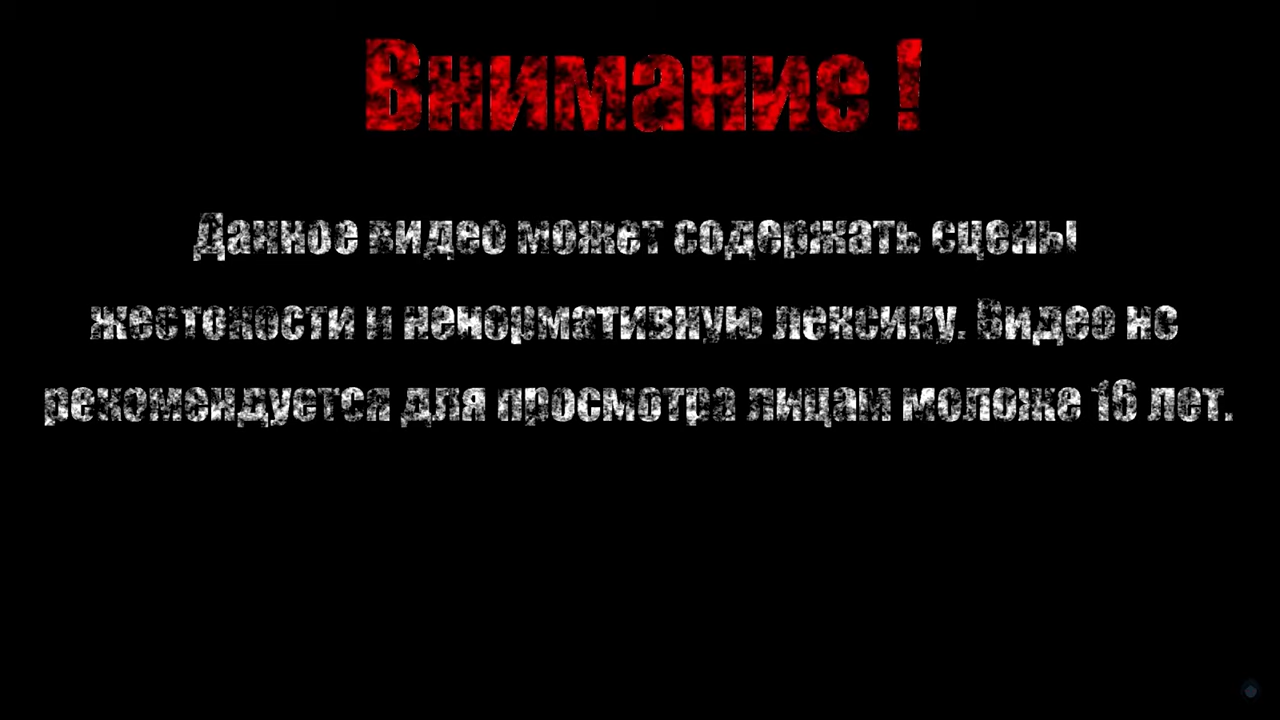 Внимание !
Данное видео может содержать сцены
жестокости и ненормативную лексику. Видео не
рекомендуется для просмотра лицам моложе 16 лет.